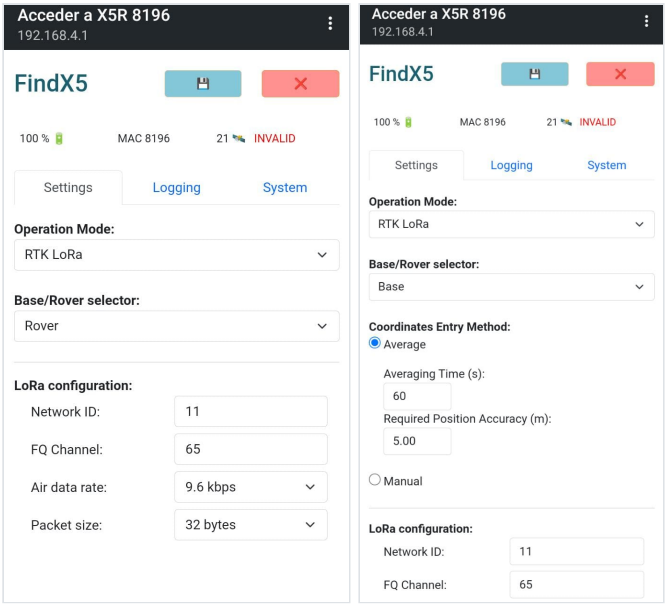 Acceder a X5R 8196
192.168.4.1
FindX5
100 %
MAC 8196
21
INVALID
Settings
Logging
System
Operation Mode:
RTK LoRa
Base/Rover selector:
Rover
LoRa configuration:
Network ID:
11
FQ Channel:
65
Air data rate:
9.6 kbps
Packet size:
32 bytes
Acceder a X5R 8196
192.168.4.1
FindX5
100 %
MAC 8196
21
INVALID
Settings
Logging
System
Operation Mode:
RTK LoRa
Base/Rover selector:
Base
Coordinates Entry Method:
Average
Averaging Time (s):
60
Required Position Accuracy (m):
5.00
Manual
LoRa configuration:
Network ID:
11
FQ Channel:
65